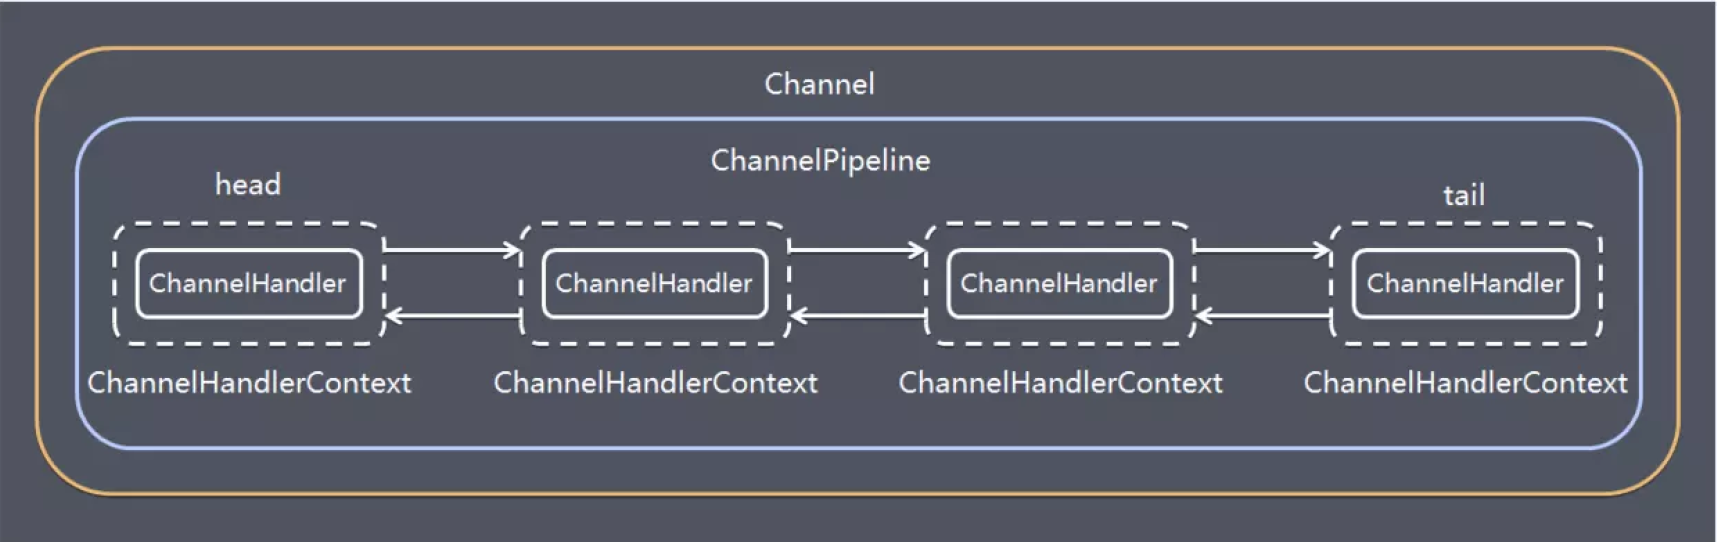 Channel
ChannelPipeline
head
tail
ChannelHandler
ChannelHandler
ChannelHandler
ChannelHandler
ChannelHandlerContext
ChannelHandlerContext
ChannelHandlerContext
ChannelHandlerContext